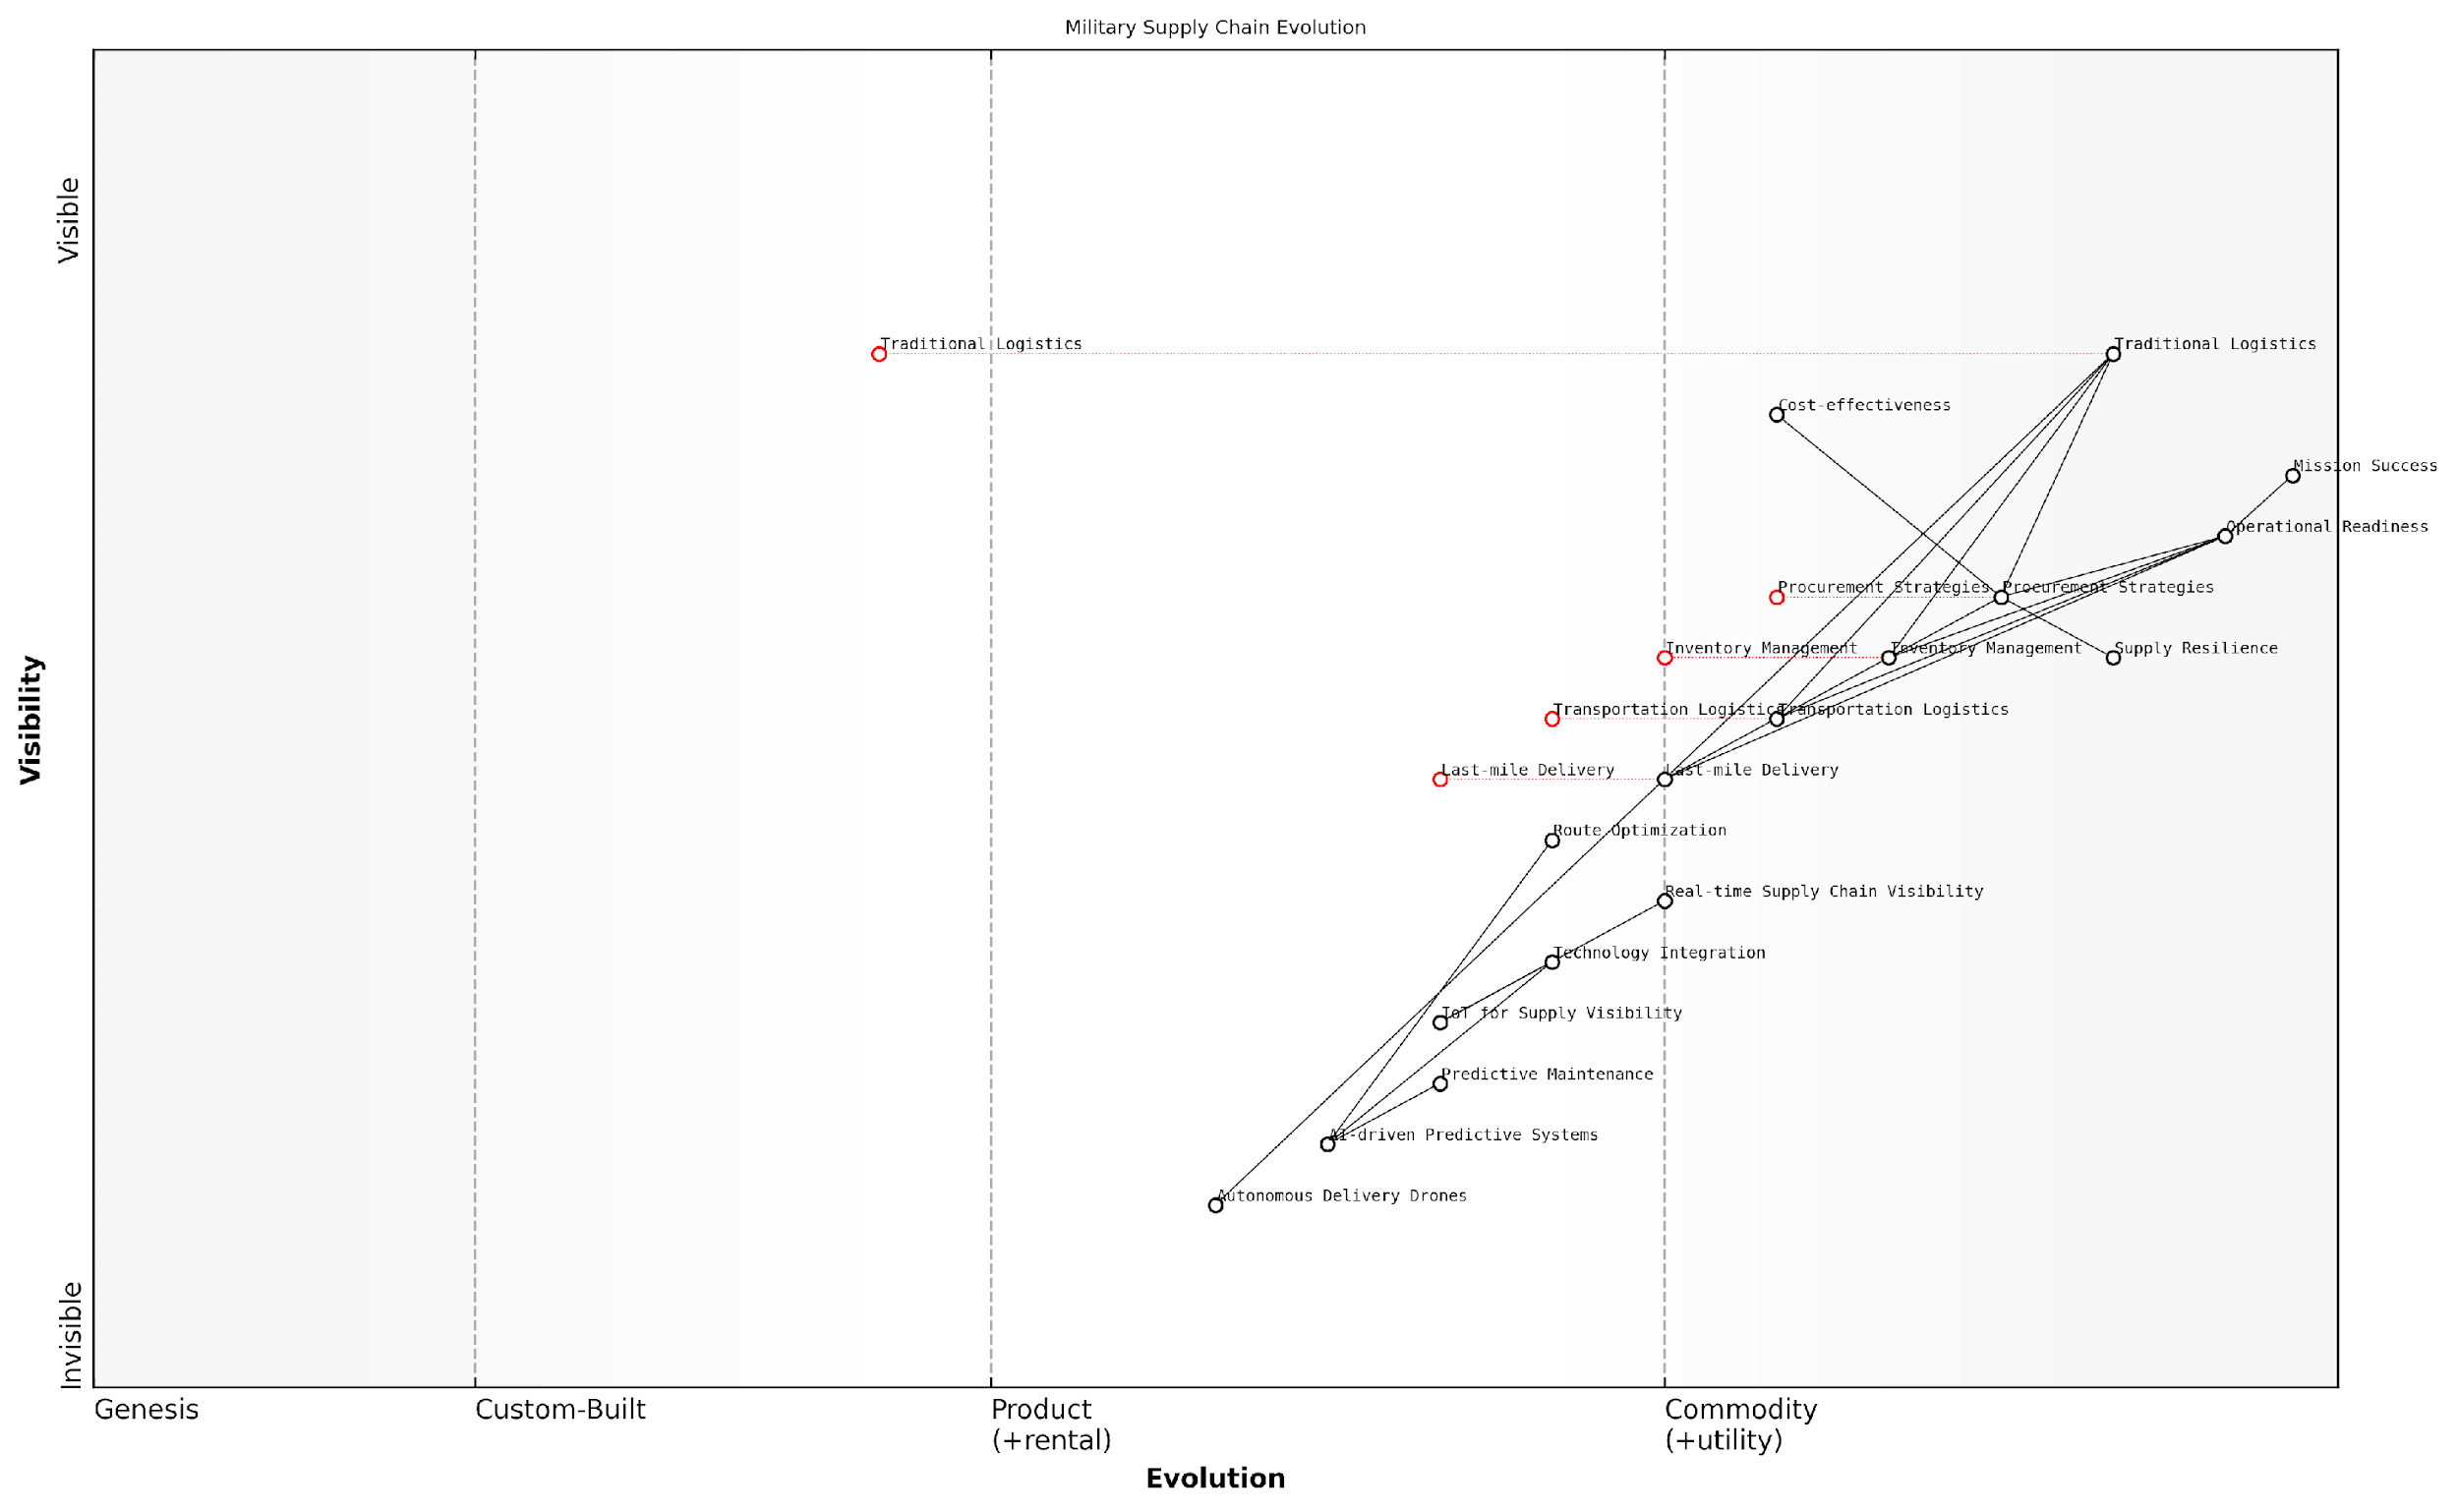 Military Supply Chain Evolution
Visible
Traditional Logistics
Traditional Logistics
Cost-effectiveness
Mission Success
Operational Readiness
Procurement Strategies
Procurement Strategies
Inventory Management
Inventory Management
Supply Resilience
Transportation Logistics
Transportation Logistics
Visibility
Last-mile Delivery
Last-mile Delivery
Route Optimization
Real-time Supply Chain Visibility
Technology Integration
IoT for Supply Visibility
Predictive Maintenance
AI-driven Predictive Systems
Autonomous Delivery Drones
Invisible
Genesis
Custom-Built
Product
(+rental)
Commodity
(+utility)
Evolution